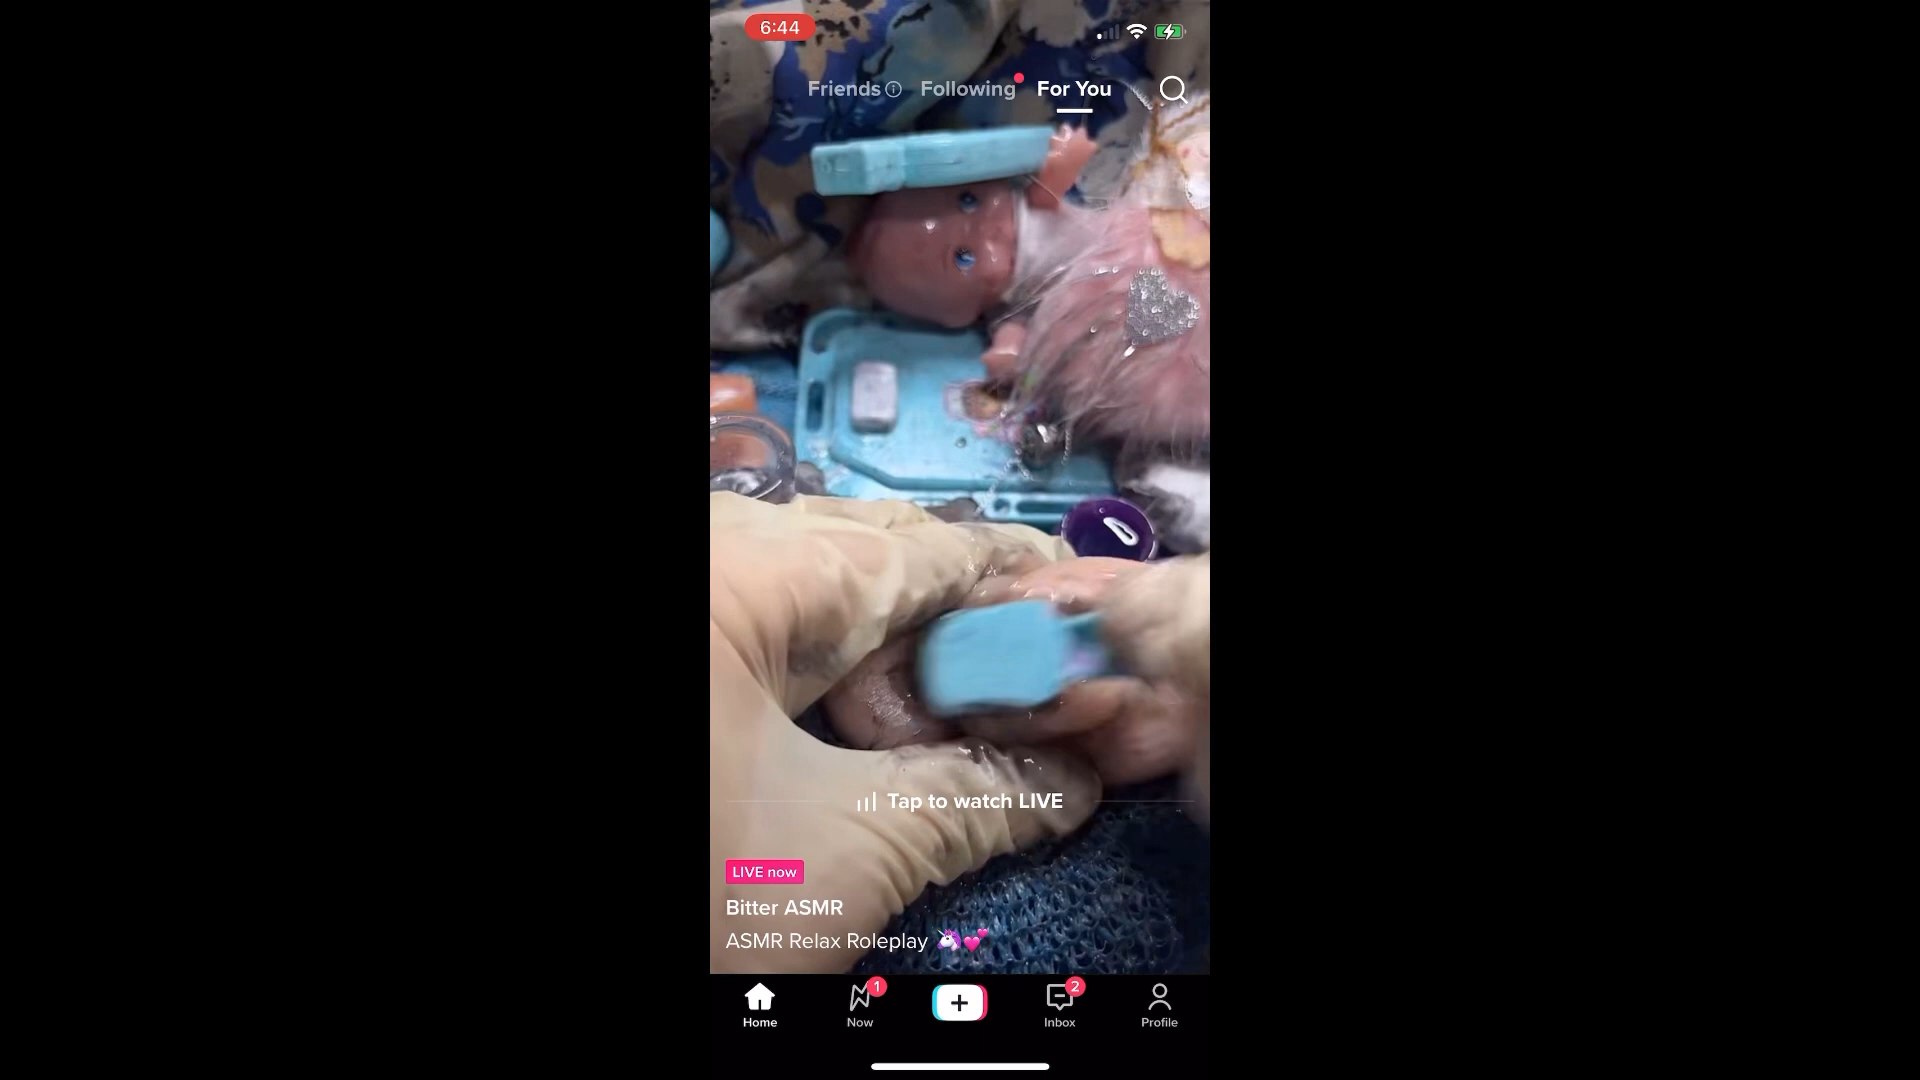 6:44
Friends Following For You
Tap to watch LIVE
LIVE now
Bitter ASMR
ASMR Relax Roleplay 🦄💕
1
2
Home Now Inbox Profile